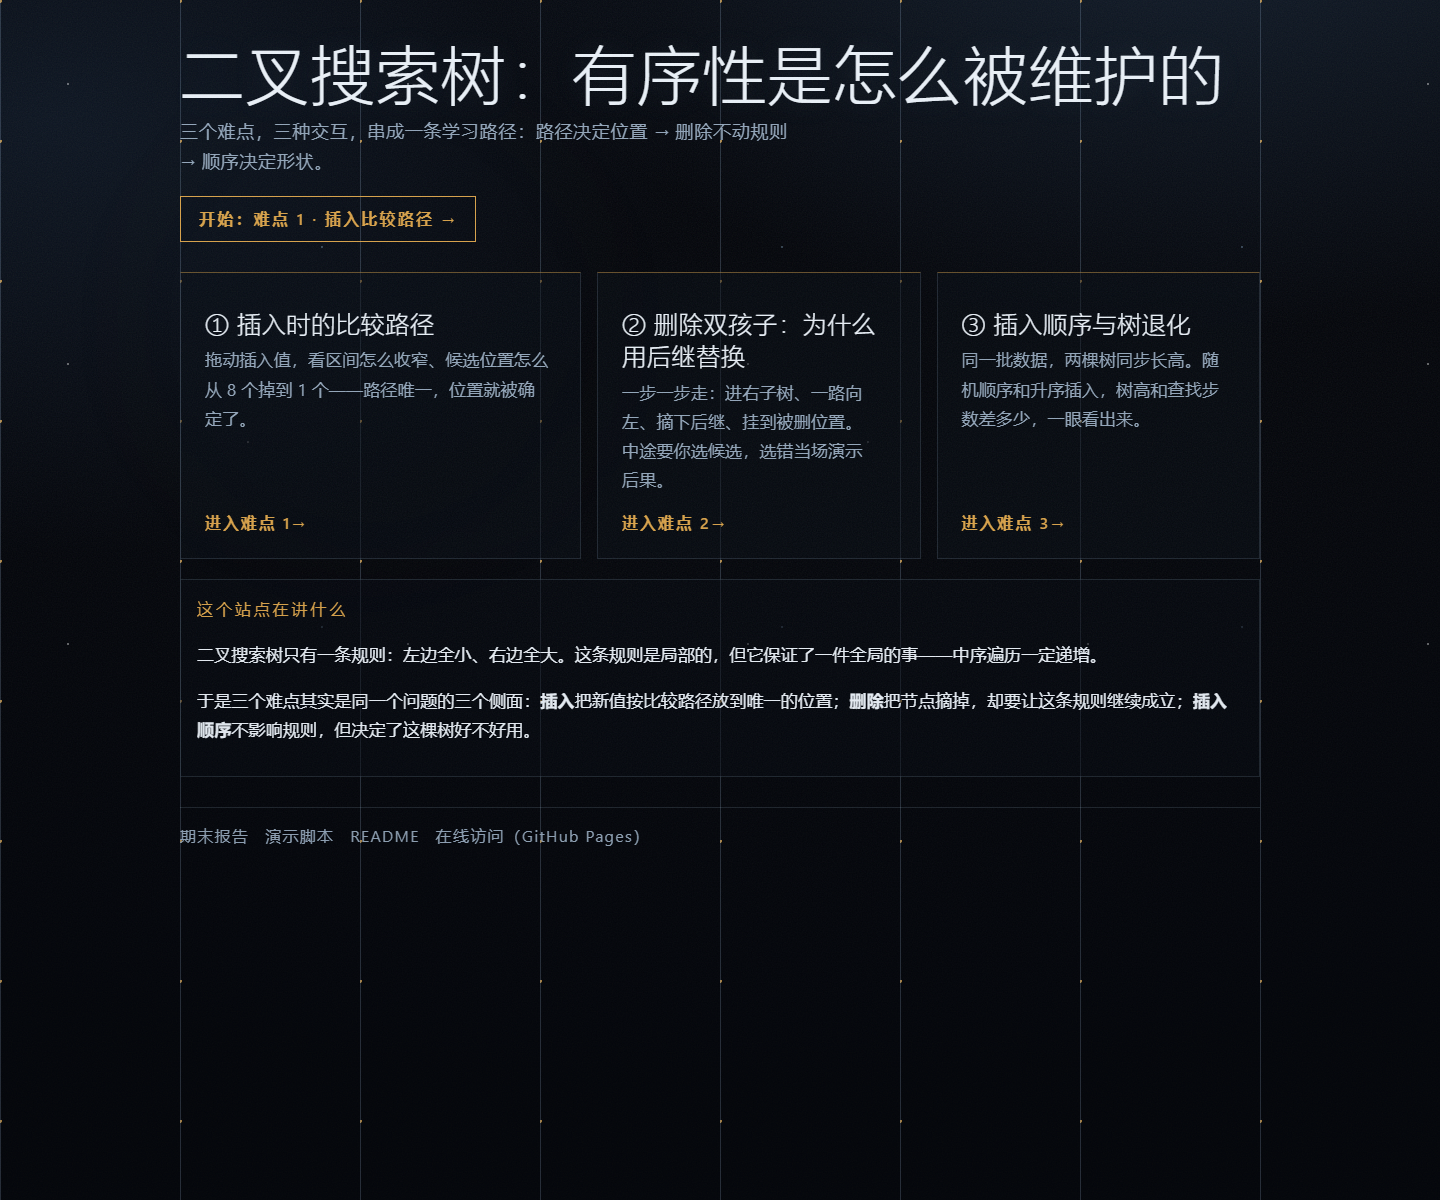 二叉搜索树：有序性是怎么被维护的
三个难点，三种交互，串成一条学习路径：路径决定位置 → 删除不动规则
→ 顺序决定形状。
开始：难点 1 · 插入比较路径 →
① 插入时的比较路径
拖动插入值，看区间怎么收窄、候选位置怎么
从 8 个掉到 1 个——路径唯一，位置就被确
定了。
进入难点 1→
② 删除双孩子：为什么
用后继替换
一步一步走：进右子树、一路向
左、摘下后继、挂到被删位置。
中途要你选候选，选错当场演示
后果。
进入难点 2→
③ 插入顺序与树退化
同一批数据，两棵树同步长高。随
机顺序和升序插入，树高和查找步
数差多少，一眼看出来。
进入难点 3→
这个站点在讲什么
二叉搜索树只有一条规则：左边全小、右边全大。这条规则是局部的，但它保证了一件全局的事——中序遍历一定递增。
于是三个难点其实是同一个问题的三个侧面：插入把新值按比较路径放到唯一的位置；删除把节点摘掉，却要让这条规则继续成立；插入
顺序不影响规则，但决定了这棵树好不好用。
期末报告 演示脚本 README 在线访问（GitHub Pages）